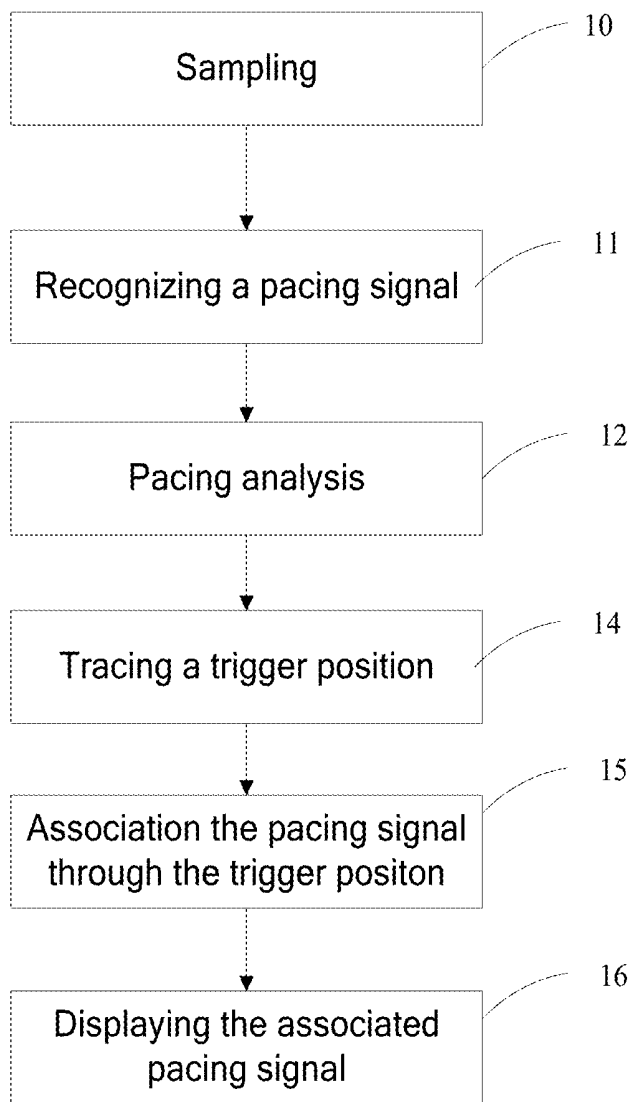 Sampling
10
Recognizing a pacing signal
11
Pacing analysis
12
Tracing a trigger position
14
Association the pacing signal
through the trigger positon
15
Displaying the associated
pacing signal
16